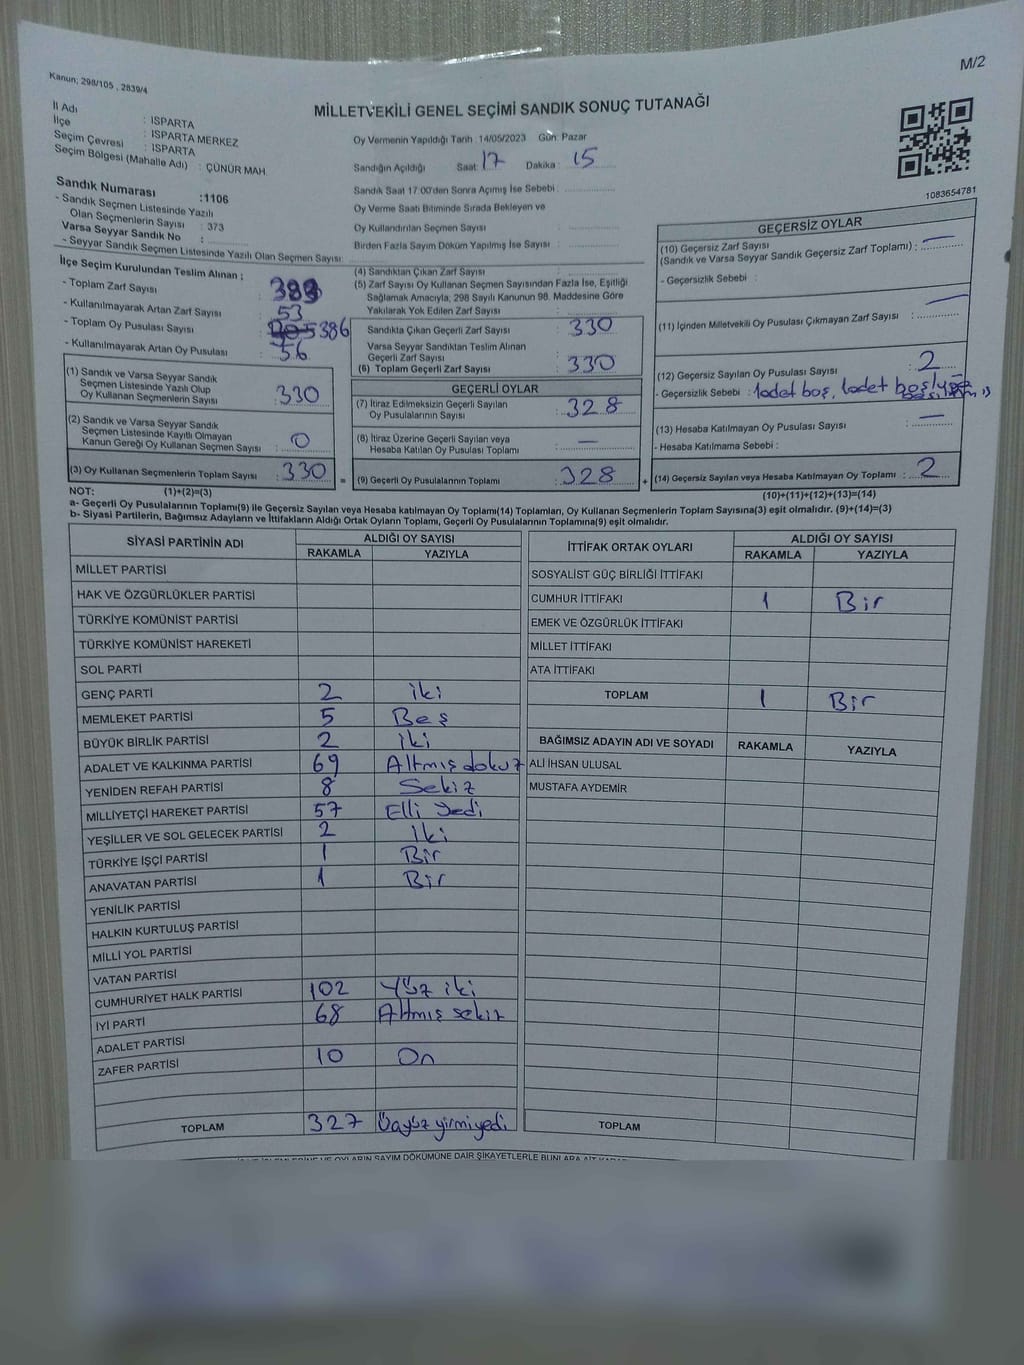 M/2
Kanun; 298/105 , 2839/4
MİLLETVEKİLİ GENEL SEÇİMİ SANDIK SONUÇ TUTANAĞI
İl Adı : ISPARTA
İlçe : ISPARTA MERKEZ
Seçim Çevresi : ISPARTA
Seçim Bölgesi (Mahalle Adı) : ÇÜNÜR MAH.
Sandık Numarası : 1106
- Sandık Seçmen Listesinde Yazılı
Olan Seçmenlerin Sayısı : 373
Varsa Seyyar Sandık No :
- Seyyar Sandık Seçmen Listesinde Yazılı Olan Seçmen Sayısı :
Oy Vermenin Yapıldığı Tarih 14/05/2023 Gün: Pazar
Sandığın Açıldığı Saat : 17 Dakika : 15
Sandık Saat 17:00'den Sonra Açımış İse Sebebi :
Oy Verme Saati Bitiminde Sırada Bekleyen ve
Oy Kullandırılan Seçmen Sayısı :
Birden Fazla Sayım Döküm Yapılmış İse Sayısı :
1083654781
İlçe Seçim Kurulundan Teslim Alınan ;
- Toplam Zarf Sayısı :
- Kullanılmayarak Artan Zarf Sayısı : 53
- Toplam Oy Pusulası Sayısı : 386
- Kullanılmayarak Artan Oy Pusulası : 56
(1) Sandık ve Varsa Seyyar Sandık
Seçmen Listesinde Yazılı Olup
Oy Kullanan Seçmenlerin Sayısı : 330
(2) Sandık ve Varsa Seyyar Sandık
Seçmen Listesinde Kayıtlı Olmayan
Kanun Gereği Oy Kullanan Seçmen Sayısı : 0
(3) Oy Kullanan Seçmenlerin Toplam Sayısı : 330
(4) Sandıktan Çıkan Zarf Sayısı :
(5) Zarf Sayısı Oy Kullanan Seçmen Sayısından Fazla İse, Eşitliği
Sağlamak Amacıyla, 298 Sayılı Kanunun 98. Maddesine Göre
Yakılarak Yok Edilen Zarf Sayısı :
Sandıkta Çıkan Geçerli Zarf Sayısı : 330
Varsa Seyyar Sandıktan Teslim Alınan
Geçerli Zarf Sayısı :
(6) Toplam Geçerli Zarf Sayısı : 330
GEÇERLİ OYLAR
(7) İtiraz Edilmeksizin Geçerli Sayılan
Oy Pusulalarının Sayısı : 328
(8) İtiraz Üzerine Geçerli Sayılan veya
Hesaba Katılan Oy Pusulası Toplamı : —
= (9) Geçerli Oy Pusulalarının Toplamı : 328
GEÇERSİZ OYLAR
(10) Geçersiz Zarf Sayısı
(Sandık ve Varsa Seyyar Sandık Geçersiz Zarf Toplamı) : —
- Geçersizlik Sebebi :
(11) İçinden Milletvekili Oy Pusulası Çıkmayan Zarf Sayısı : —
(12) Geçersiz Sayılan Oy Pusulası Sayısı : 2
- Geçersizlik Sebebi : 1 adet boş, 1 adet
(13) Hesaba Katılmayan Oy Pusulası Sayısı : —
- Hesaba Katılmama Sebebi :
+ (14) Geçersiz Sayılan veya Hesaba Katılmayan Oy Toplamı : 2
NOT: (1)+(2)=(3)
(10)+(11)+(12)+(13)=(14)
a- Geçerli Oy Pusulalarının Toplamı(9) ile Geçersiz Sayılan veya Hesaba katılmayan Oy Toplamı(14) Toplamları, Oy Kullanan Seçmenlerin Toplam Sayısına(3) eşit olmalıdır. (9)+(14)=(3)
b- Siyasi Partilerin, Bağımsız Adayların ve İttifakların Aldığı Ortak Oyların Toplamı, Geçerli Oy Pusulalarının Toplamına(9) eşit olmalıdır.
SİYASİ PARTİNİN ADI ALDIĞI OY SAYISI
RAKAMLA YAZIYLA
MİLLET PARTİSİ
HAK VE ÖZGÜRLÜKLER PARTİSİ
TÜRKİYE KOMÜNİST PARTİSİ
TÜRKİYE KOMÜNİST HAREKETİ
SOL PARTİ
GENÇ PARTİ 2 iki
MEMLEKET PARTİSİ 5 Beş
BÜYÜK BİRLİK PARTİSİ 2 iki
ADALET VE KALKINMA PARTİSİ 69 Altmış dokuz
YENİDEN REFAH PARTİSİ 8 Sekiz
MİLLİYETÇİ HAREKET PARTİSİ 57 Elli Yedi
YEŞİLLER VE SOL GELECEK PARTİSİ 2 İki
TÜRKİYE İŞÇİ PARTİSİ 1 Bir
ANAVATAN PARTİSİ 1 Bir
YENİLİK PARTİSİ
HALKIN KURTULUŞ PARTİSİ
MİLLİ YOL PARTİSİ
VATAN PARTİSİ
CUMHURİYET HALK PARTİSİ 102 Yüz iki
İYİ PARTİ 68 Altmış sekiz
ADALET PARTİSİ
ZAFER PARTİSİ 10 On
TOPLAM 327 Üçyüz yirmiyedi
İTTİFAK ORTAK OYLARI ALDIĞI OY SAYISI
RAKAMLA YAZIYLA
SOSYALİST GÜÇ BİRLİĞİ İTTİFAKI
CUMHUR İTTİFAKI 1 Bir
EMEK VE ÖZGÜRLÜK İTTİFAKI
MİLLET İTTİFAKI
ATA İTTİFAKI
TOPLAM 1 Bir
BAĞIMSIZ ADAYIN ADI VE SOYADI RAKAMLA YAZIYLA
ALİ İHSAN ULUSAL
MUSTAFA AYDEMİR
TOPLAM
VE OYLARIN SAYIM DÖKÜMÜNE DAİR ŞİKAYETLERLE BUNLARA AİT